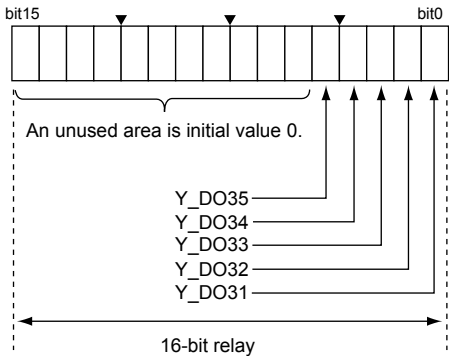 bit15 bit0
An unused area is initial value 0.
Y_DO35
Y_DO34
Y_DO33
Y_DO32
Y_DO31
16-bit relay